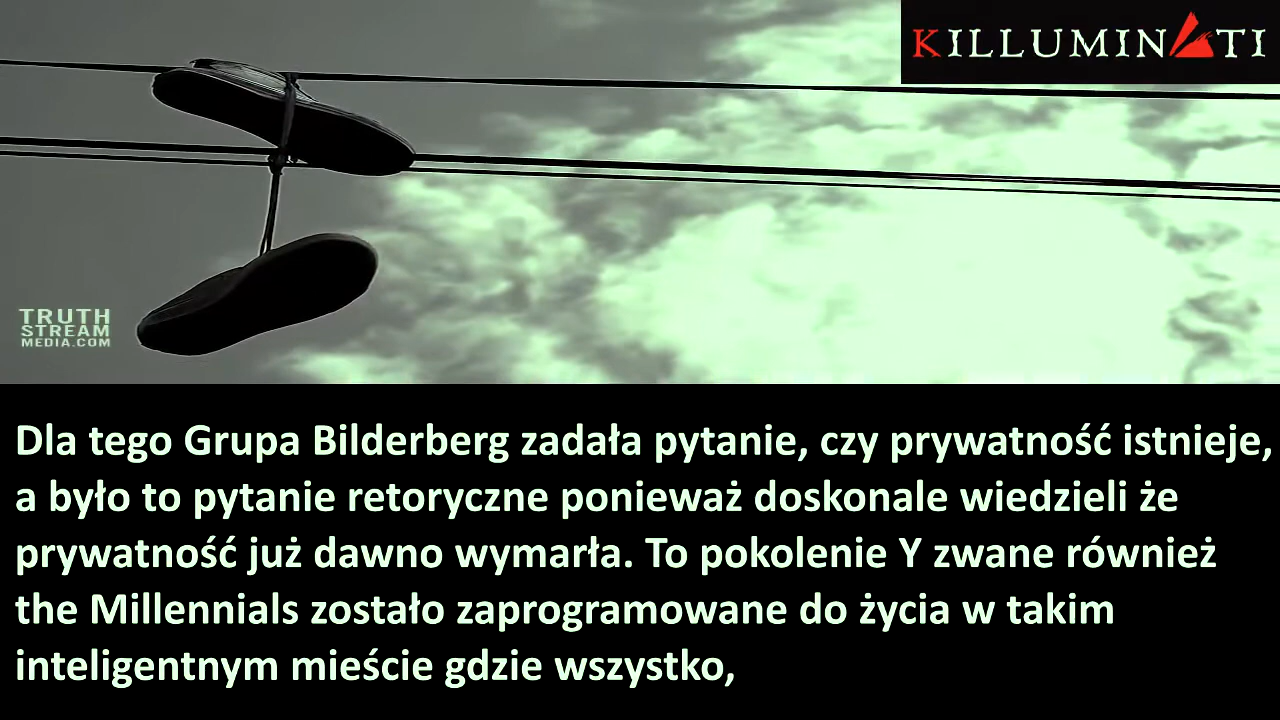 KILLUMINATI
TRUTH
STREAM
MEDIA.COM
Dla tego Grupa Bilderberg zadała pytanie, czy prywatność istnieje,
a było to pytanie retoryczne ponieważ doskonale wiedzieli że
prywatność już dawno wymarła. To pokolenie Y zwane również
the Millennials zostało zaprogramowane do życia w takim
inteligentnym mieście gdzie wszystko,